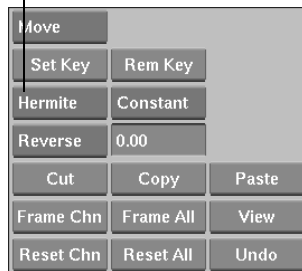 Move
Set Key Rem Key
Hermite Constant
Reverse 0.00
Cut Copy Paste
Frame Chn Frame All View
Reset Chn Reset All Undo